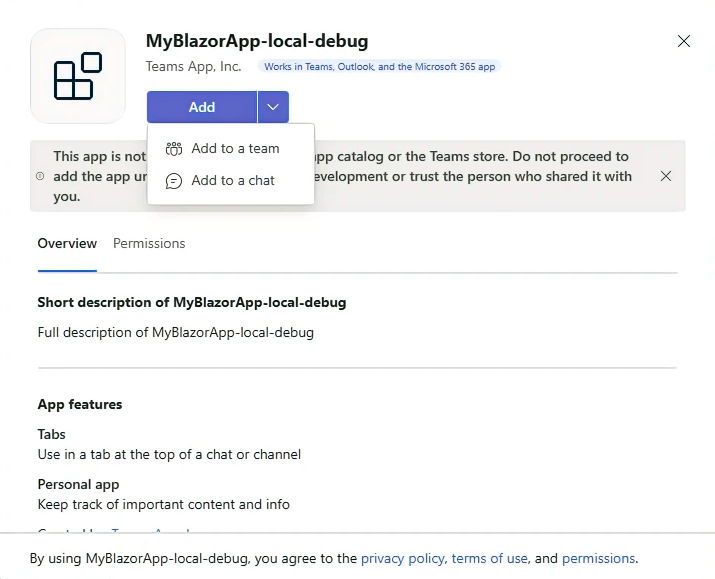 MyBlazorApp-local-debug
Teams App, Inc. Works in Teams, Outlook, and the Microsoft 365 app
Add
Add to a team
Add to a chat
This app is not pp catalog or the Teams store. Do not proceed to
add the app evelopment or trust the person who shared it with
you.
Overview Permissions
Short description of MyBlazorApp-local-debug
Full description of MyBlazorApp-local-debug
App features
Tabs
Use in a tab at the top of a chat or channel
Personal app
Keep track of important content and info
By using MyBlazorApp-local-debug, you agree to the privacy policy, terms of use, and permissions.